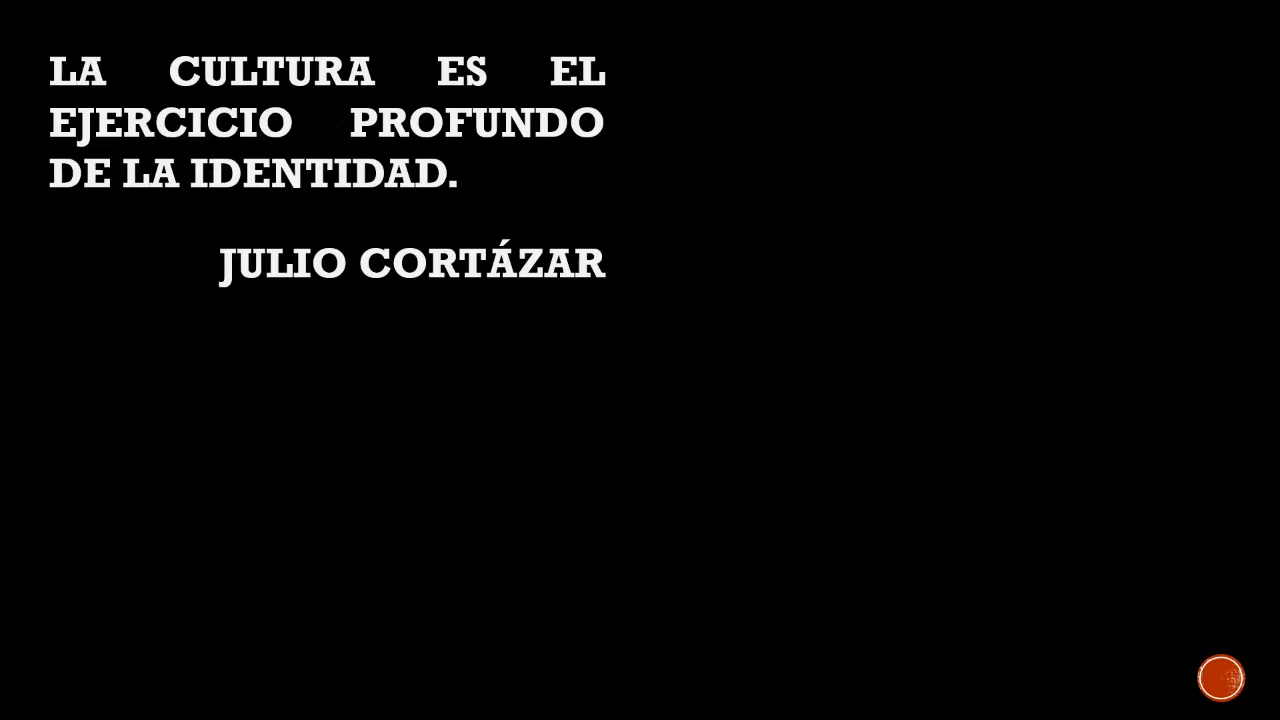 LA CULTURA ES EL
EJERCICIO PROFUNDO
DE LA IDENTIDAD.
JULIO CORTÁZAR